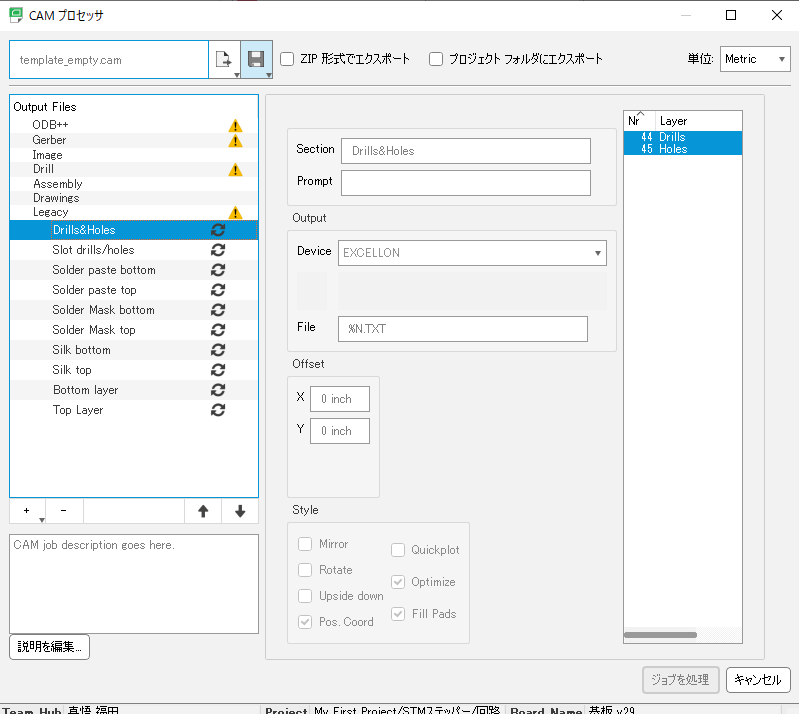 CAM プロセッサ
template_empty.cam
ZIP 形式でエクスポート
プロジェクト フォルダにエクスポート
単位:
Metric
Output Files
ODB++
Gerber
Image
Drill
Assembly
Drawings
Legacy
Drills&Holes
Slot drills/holes
Solder paste bottom
Solder paste top
Solder Mask bottom
Solder Mask top
Silk bottom
Silk top
Bottom layer
Top Layer
+
-
CAM job description goes here.
説明を編集...
Section
Drills&Holes
Prompt
Output
Device
EXCELLON
File
%N.TXT
Offset
X
0 inch
Y
0 inch
Style
Mirror
Rotate
Upside down
Pos. Coord
Quickplot
Optimize
Fill Pads
Nr Layer
44 Drills
45 Holes
ジョブを処理
キャンセル
Team Hub 真悟 福田
Project My First Project/STMステッパー/回路
Board Name 基板 v29